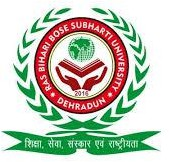 RAS BIHARI BOSE SUBHARTI UNIVERSITY
2016
DEHRADUN
शिक्षा, सेवा, संस्कार एवं राष्ट्रीयता